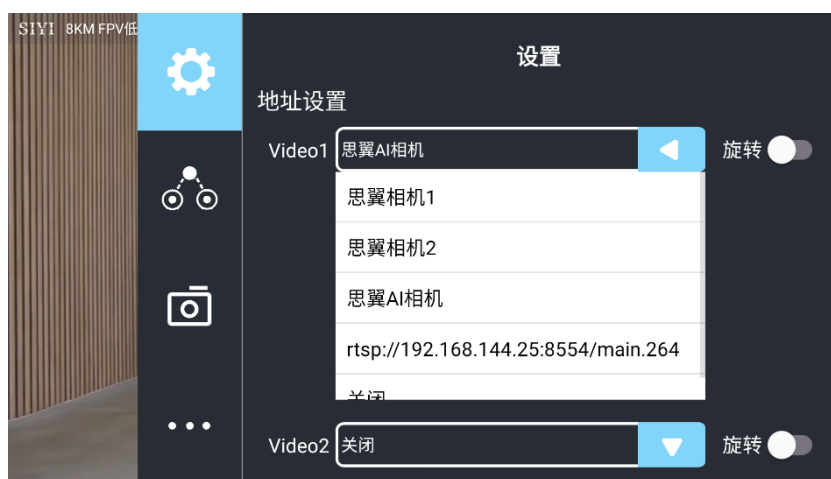 SIYI 8KM FPV低
设置
地址设置
Video1 思翼AI相机 旋转
思翼相机1
思翼相机2
思翼AI相机
rtsp://192.168.144.25:8554/main.264
关闭
Video2 关闭 旋转